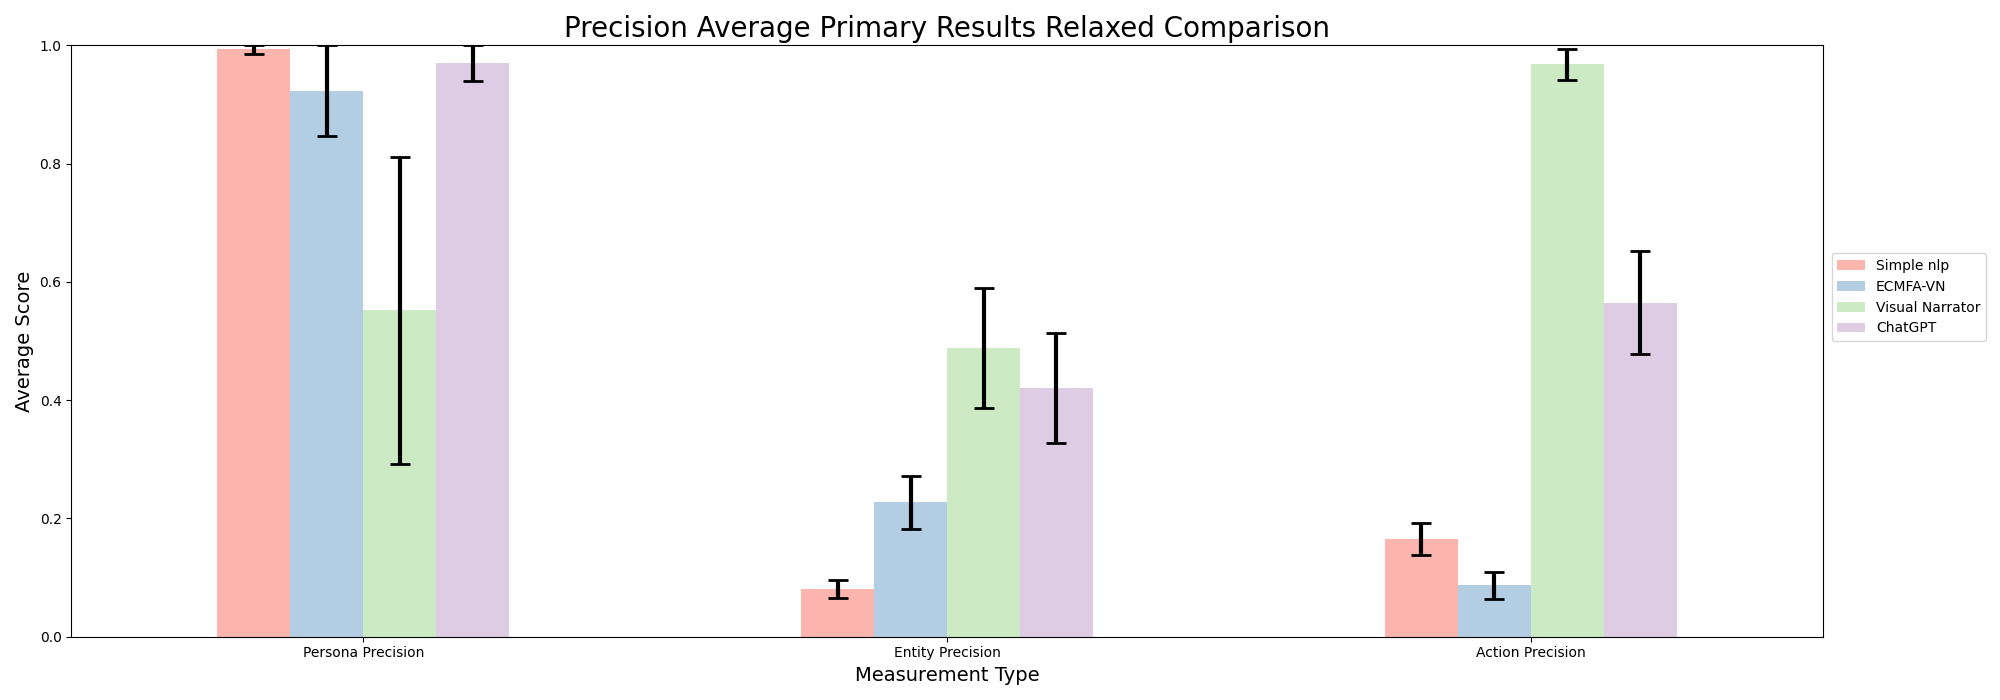 Precision Average Primary Results Relaxed Comparison
1.0
0.8
0.6
0.4
0.2
0.0
Average Score
Persona Precision
Entity Precision
Action Precision
Measurement Type
Simple nlp
ECMFA-VN
Visual Narrator
ChatGPT